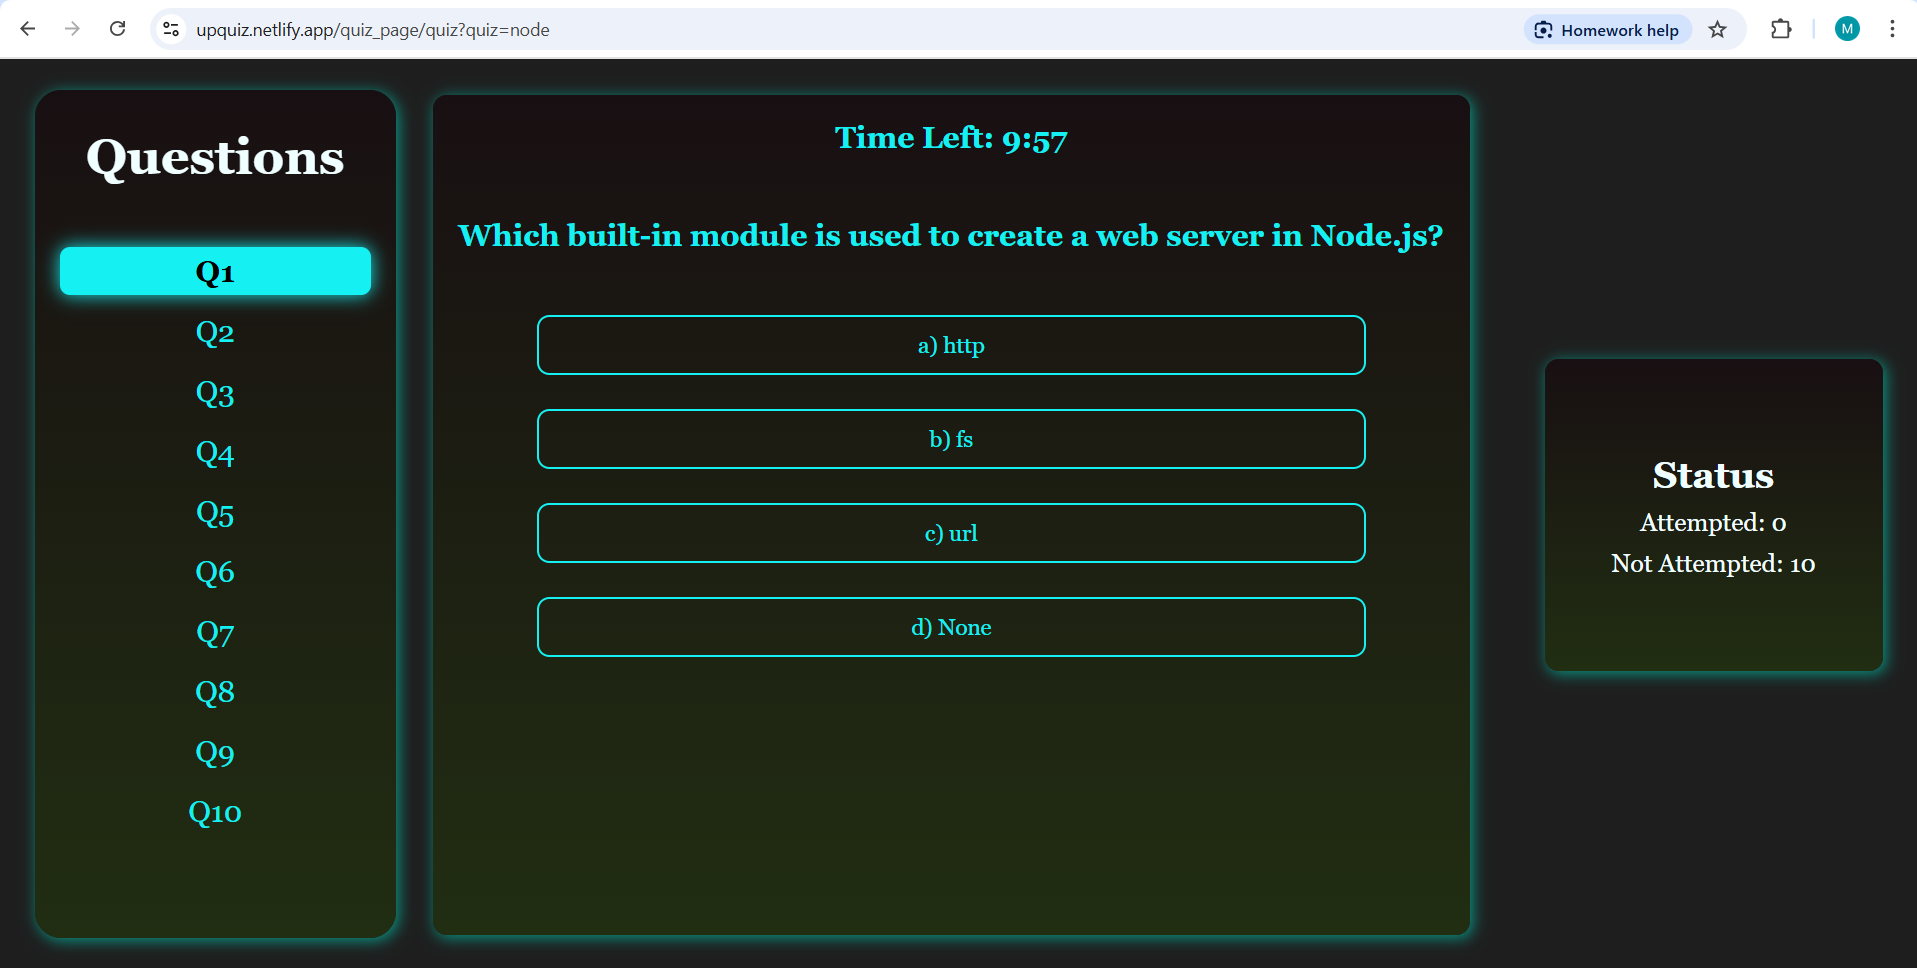 upquiz.netlify.app/quiz_page/quiz?quiz=node
Homework help
M
Questions
Q1
Q2
Q3
Q4
Q5
Q6
Q7
Q8
Q9
Q10
Time Left: 9:57
Which built-in module is used to create a web server in Node.js?
a) http
b) fs
c) url
d) None
Status
Attempted: 0
Not Attempted: 10